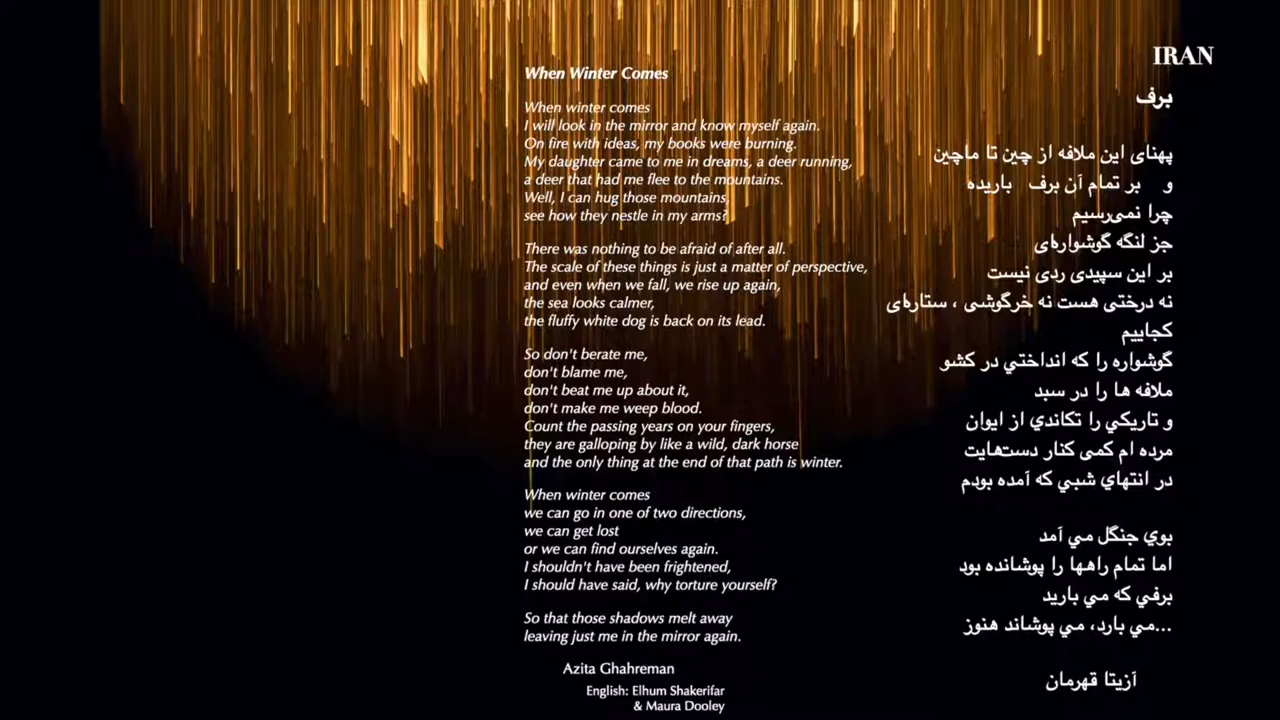 IRAN
When Winter Comes
When winter comes
I will look in the mirror and know myself again.
On fire with ideas, my books were burning.
My daughter came to me in dreams, a deer running,
a deer that had me flee to the mountains.
Well, I can hug those mountains,
see how they nestle in my arms?
There was nothing to be afraid of after all.
The scale of these things is just a matter of perspective,
and even when we fall, we rise up again,
the sea looks calmer,
the fluffy white dog is back on its lead.
So don't berate me,
don't blame me,
don't beat me up about it,
don't make me weep blood.
Count the passing years on your fingers,
they are galloping by like a wild, dark horse
and the only thing at the end of that path is winter.
When winter comes
we can go in one of two directions,
we can get lost
or we can find ourselves again.
I shouldn't have been frightened,
I should have said, why torture yourself?
So that those shadows melt away
leaving just me in the mirror again.
Azita Ghahreman
English: Elhum Shakerifar
& Maura Dooley
برف
پهنای این ملافه از چین تا ماچین
و بر تمام آن برف باریده
چرا نمی‌رسیم
جز لنگه گوشواره‌ای
بر این سپیدی ردی نیست
نه درختی هست نه خرگوشی ، ستاره‌ای
کجاییم
گوشواره را که انداختي در کشو
ملافه ها را در سبد
و تاریکي را تکاندي از ایوان
مرده ام کمی کنار دست‌هایت
در انتهاي شبي که آمده بودم
بوي جنگل مي آمد
اما تمام راهها را پوشانده بود
برفي که مي بارید
مي بارد، مي پوشاند هنوز...
آزیتا قهرمان